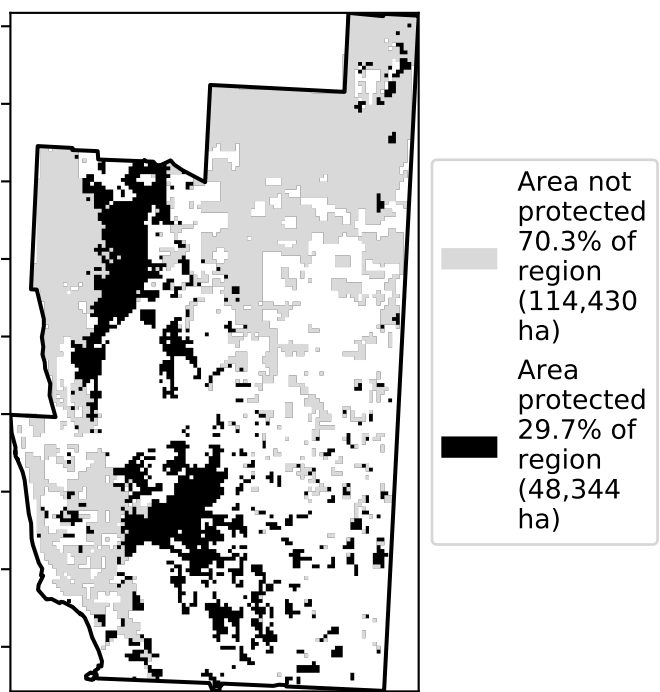 Area not
protected
70.3% of
region
(114,430
ha)
Area
protected
29.7% of
region
(48,344
ha)